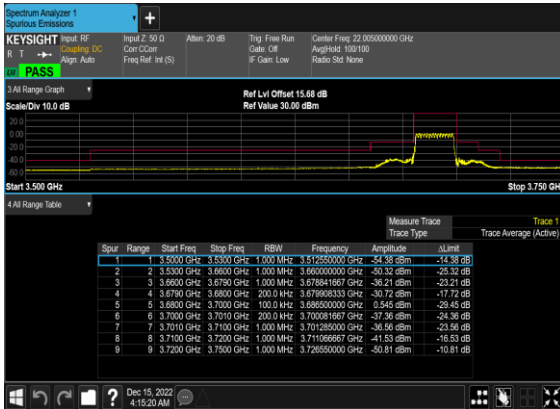 Spectrum Analyzer 1
Spurious Emissions
+
KEYSIGHT Input: RF Input Z: 50 Ω Atten: 20 dB Trig: Free Run Center Freq: 22.005000000 GHz
R T Coupling: DC Corr CCorr Gate: Off Avg|Hold: 100/100
Align: Auto Freq Ref: Int (S) IF Gain: Low Radio Std: None
PASS
3 All Range Graph
Ref Lvl Offset 15.68 dB
Scale/Div 10.0 dB Ref Value 30.00 dBm
20.0
0.00
-20.0
-40.0
-60.0
Start 3.500 GHz Stop 3.750 GH
4 All Range Table
Measure Trace Trace 1
Trace Type Trace Average (Active)
Spur Range Start Freq Stop Freq RBW Frequency Amplitude ΔLimit
1 1 3.5000 GHz 3.5300 GHz 1.000 MHz 3.512550000 GHz -54.38 dBm -14.38 dB
2 2 3.5300 GHz 3.6600 GHz 1.000 MHz 3.660000000 GHz -50.32 dBm -25.32 dB
3 3 3.6600 GHz 3.6790 GHz 1.000 MHz 3.678841667 GHz -36.21 dBm -23.21 dB
4 4 3.6790 GHz 3.6800 GHz 200.0 kHz 3.679908333 GHz -30.72 dBm -17.72 dB
5 5 3.6800 GHz 3.7000 GHz 100.0 kHz 3.686500000 GHz 0.545 dBm -29.45 dB
6 6 3.7000 GHz 3.7010 GHz 200.0 kHz 3.700081667 GHz -37.36 dBm -24.36 dB
7 7 3.7010 GHz 3.7100 GHz 1.000 MHz 3.701285000 GHz -36.56 dBm -23.56 dB
8 8 3.7100 GHz 3.7200 GHz 1.000 MHz 3.711066667 GHz -41.53 dBm -16.53 dB
9 9 3.7200 GHz 3.7500 GHz 1.000 MHz 3.726550000 GHz -50.81 dBm -10.81 dB
? Dec 15, 2022
4:15:20 AM